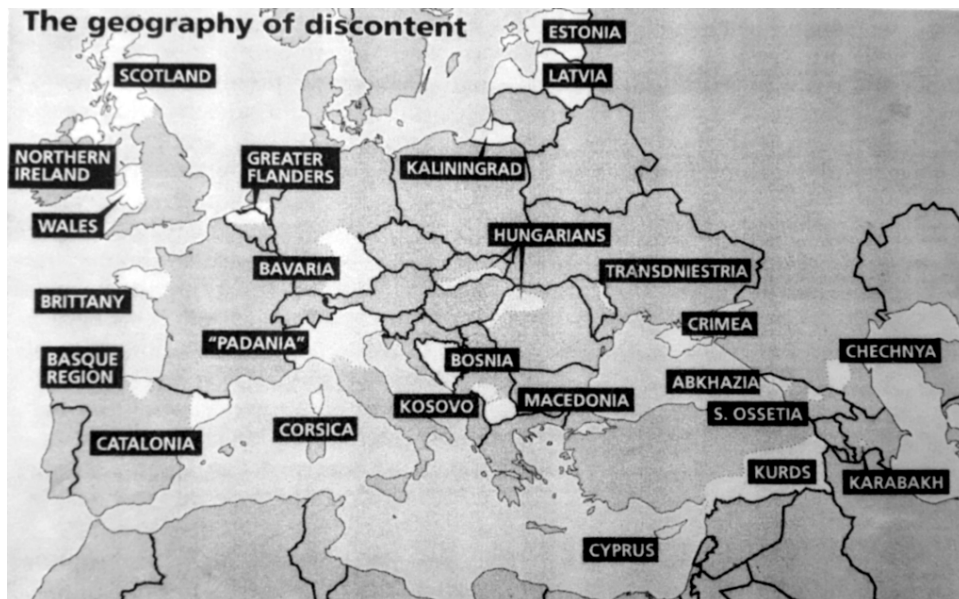 The geography of discontent
ESTONIA
SCOTLAND
LATVIA
NORTHERN
IRELAND
GREATER
FLANDERS
KALININGRAD
WALES
HUNGARIANS
BAVARIA
TRANSDNIESTRIA
BRITTANY
CRIMEA
"PADANIA"
BOSNIA
CHECHNYA
BASQUE
REGION
ABKHAZIA
KOSOVO
MACEDONIA
S. OSSETIA
CATALONIA
CORSICA
KURDS
KARABAKH
CYPRUS